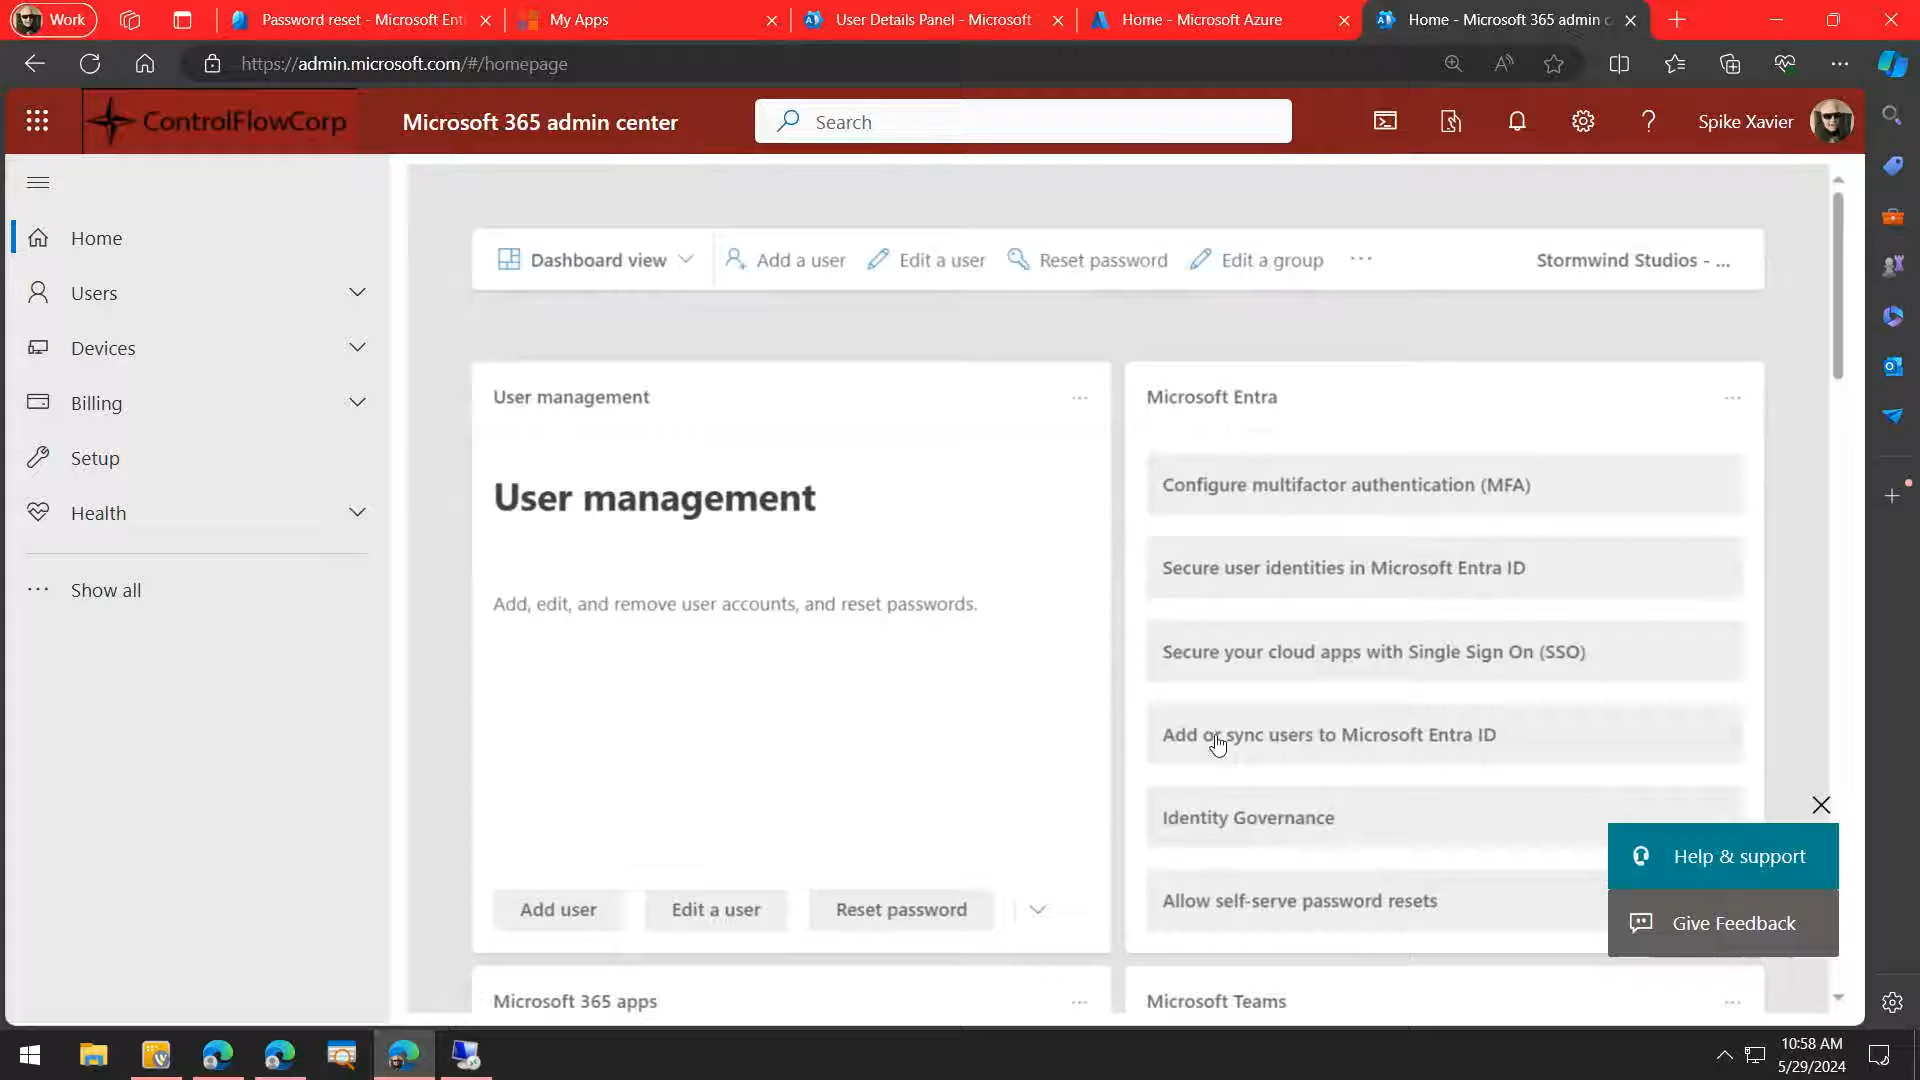 Work
Password reset - Microsoft Ent
My Apps
User Details Panel - Microsoft
Home - Microsoft Azure
Home - Microsoft 365 admin c
https://admin.microsoft.com/#/homepage
ControlFlowCorp
Microsoft 365 admin center
Search
Spike Xavier
Home
Users
Devices
Billing
Setup
Health
Show all
Dashboard view
Add a user
Edit a user
Reset password
Edit a group
Stormwind Studios - ...
User management
User management
Add, edit, and remove user accounts, and reset passwords.
Add user
Edit a user
Reset password
Microsoft Entra
Configure multifactor authentication (MFA)
Secure user identities in Microsoft Entra ID
Secure your cloud apps with Single Sign On (SSO)
Add or sync users to Microsoft Entra ID
Identity Governance
Allow self-serve password resets
Microsoft 365 apps
Microsoft Teams
Help & support
Give Feedback
10:58 AM
5/29/2024